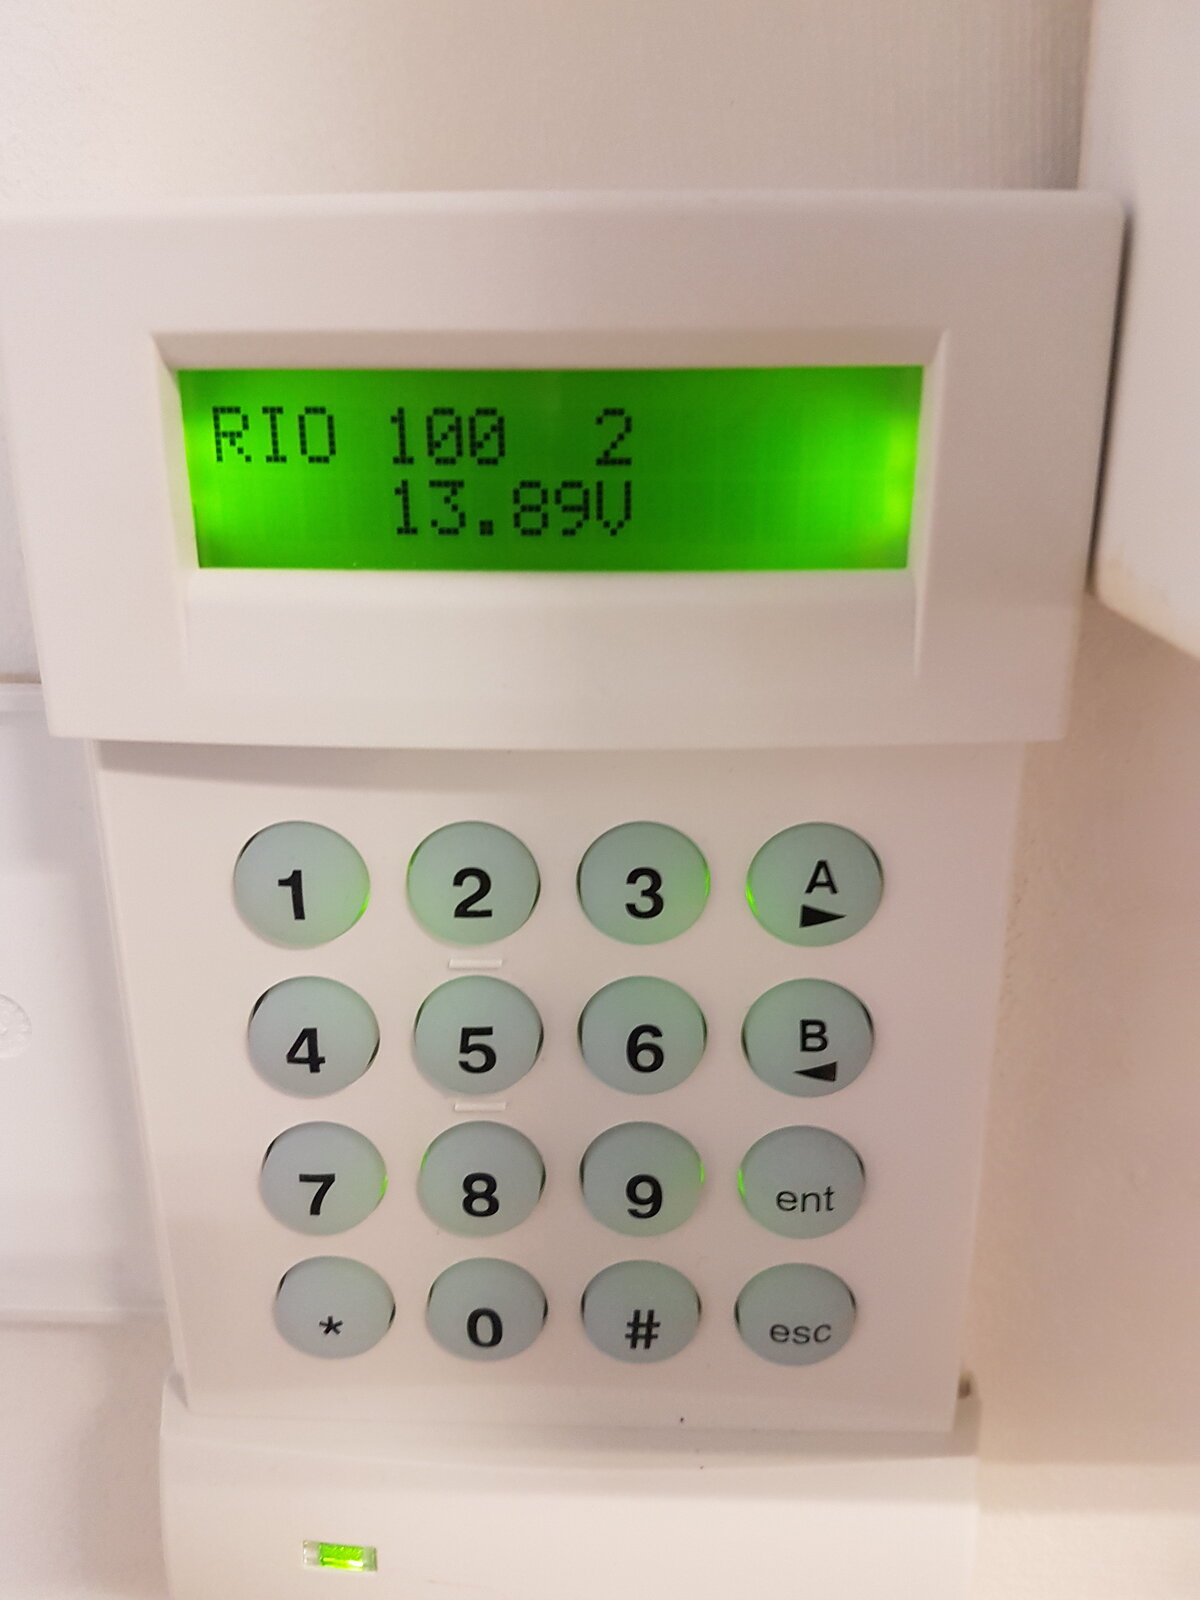 RIO 100 2
13.89V
1 2 3 A
4 5 6 B
7 8 9 ent
* 0 # esc